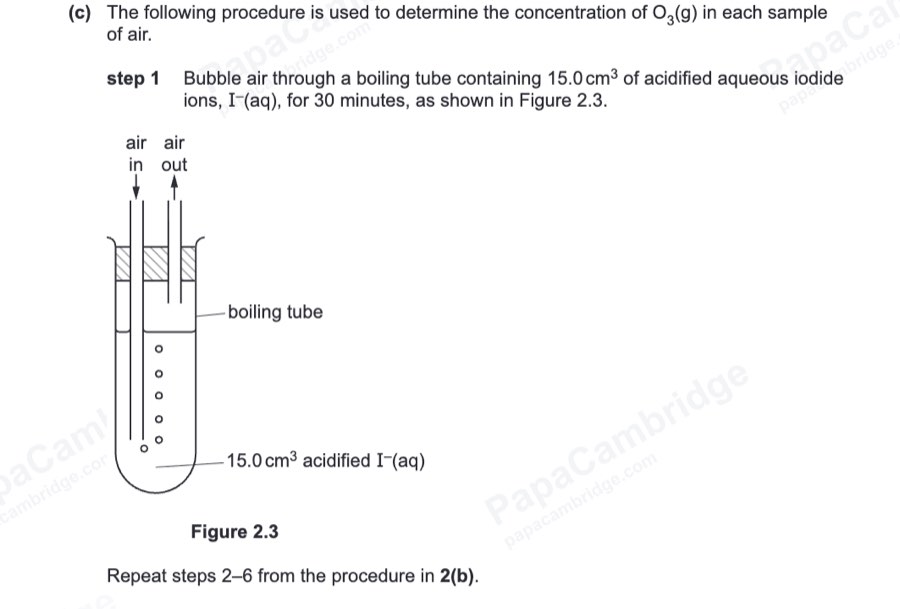 (c) The following procedure is used to determine the concentration of O₃(g) in each sample
of air.
step 1 Bubble air through a boiling tube containing 15.0 cm³ of acidified aqueous iodide
ions, I⁻(aq), for 30 minutes, as shown in Figure 2.3.
air air
in out
boiling tube
15.0 cm³ acidified I⁻(aq)
Figure 2.3
Repeat steps 2–6 from the procedure in 2(b).
PapaCambridge
papacambridge.com